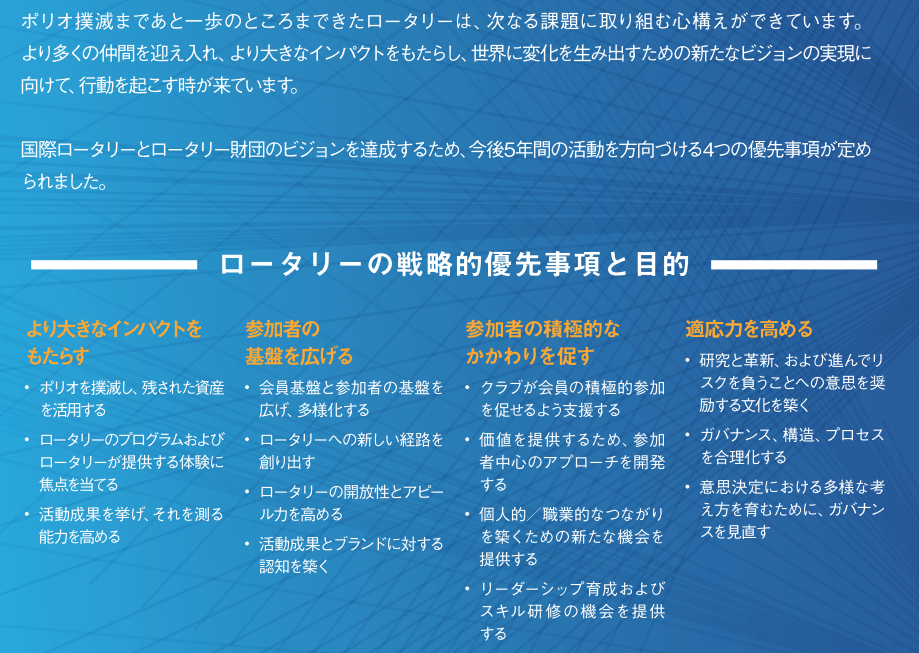 ポリオ撲滅まであと一歩のところまできたロータリーは、次なる課題に取り組む心構えができています。
より多くの仲間を迎え入れ、より大きなインパクトをもたらし、世界に変化を生み出すための新たなビジョンの実現に
向けて、行動を起こす時が来ています。
国際ロータリーとロータリー財団のビジョンを達成するため、今後5年間の活動を方向づける4つの優先事項が定め
られました。
ロータリーの戦略的優先事項と目的
より大きなインパクトを
もたらす
• ポリオを撲滅し、残された資産
を活用する
• ロータリーのプログラムおよび
ロータリーが提供する体験に
焦点を当てる
• 活動成果を挙げ、それを測る
能力を高める
参加者の
基盤を広げる
• 会員基盤と参加者の基盤を
広げ、多様化する
• ロータリーへの新しい経路を
創り出す
• ロータリーの開放性とアピー
ル力を高める
• 活動成果とブランドに対する
認知を築く
参加者の積極的な
かかわりを促す
• クラブが会員の積極的参加
を促せるよう支援する
• 価値を提供するため、参加
者中心のアプローチを開発
する
• 個人的／職業的なつながり
を築くための新たな機会を
提供する
• リーダーシップ育成および
スキル研修の機会を提供
する
適応力を高める
• 研究と革新、および進んでリ
スクを負うことへの意思を奨
励する文化を築く
• ガバナンス、構造、プロセス
を合理化する
• 意思決定における多様な考
え方を育むために、ガバナン
スを見直す